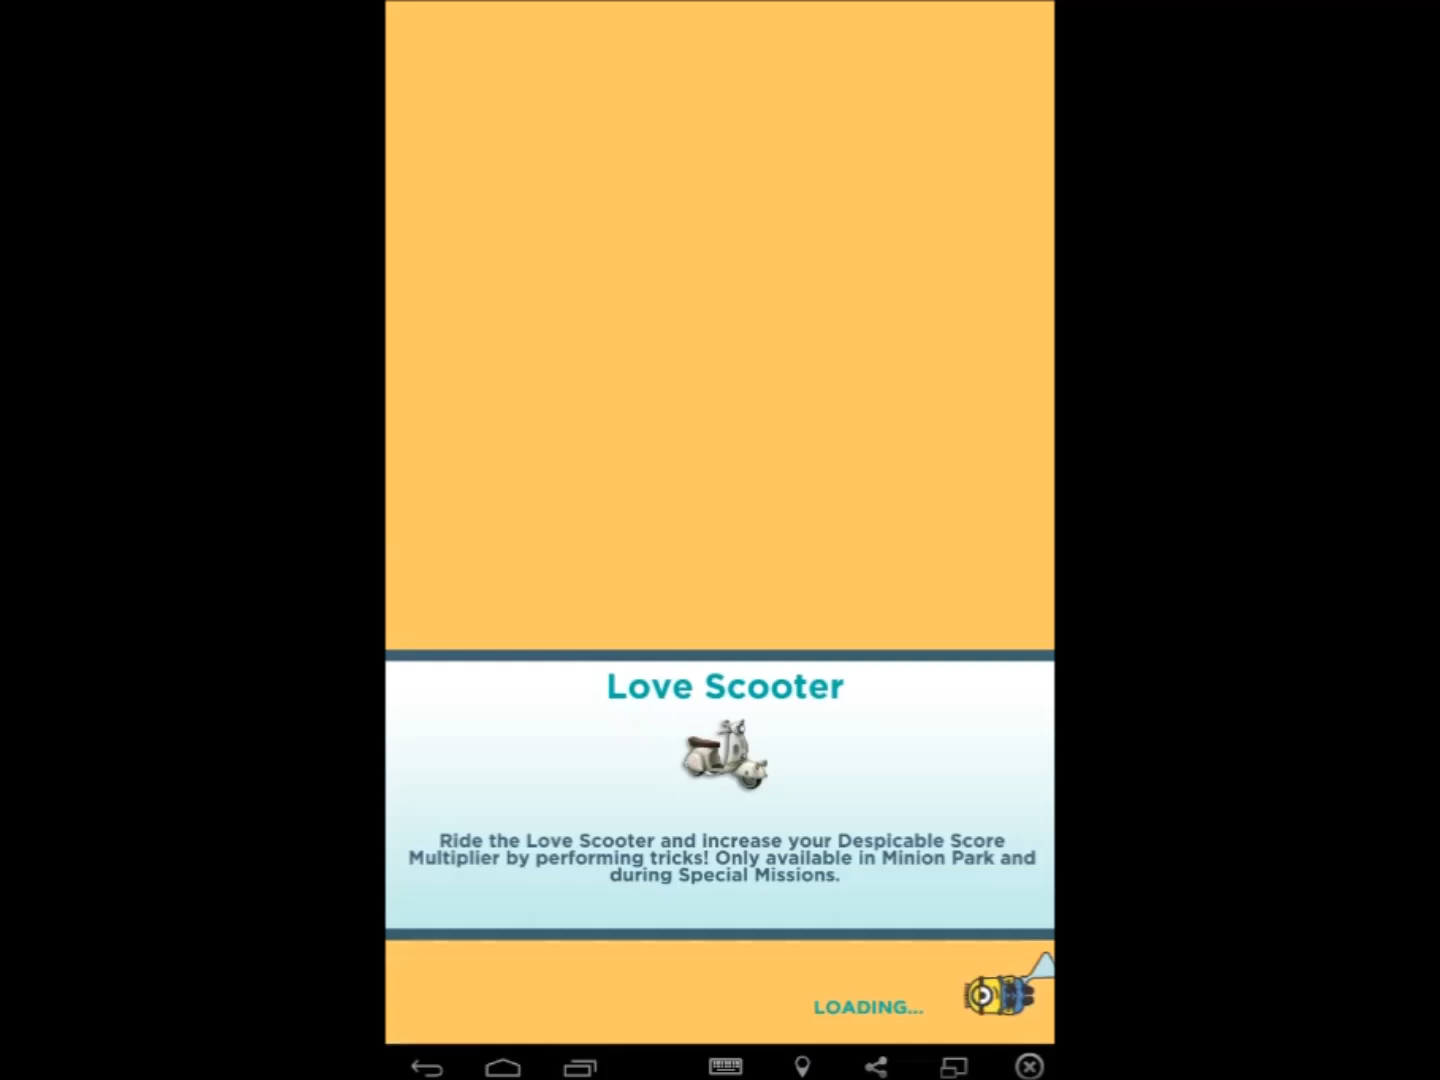 Love Scooter
Ride the Love Scooter and increase your Despicable Score
Multiplier by performing tricks! Only available in Minion Park and
during Special Missions.
LOADING...